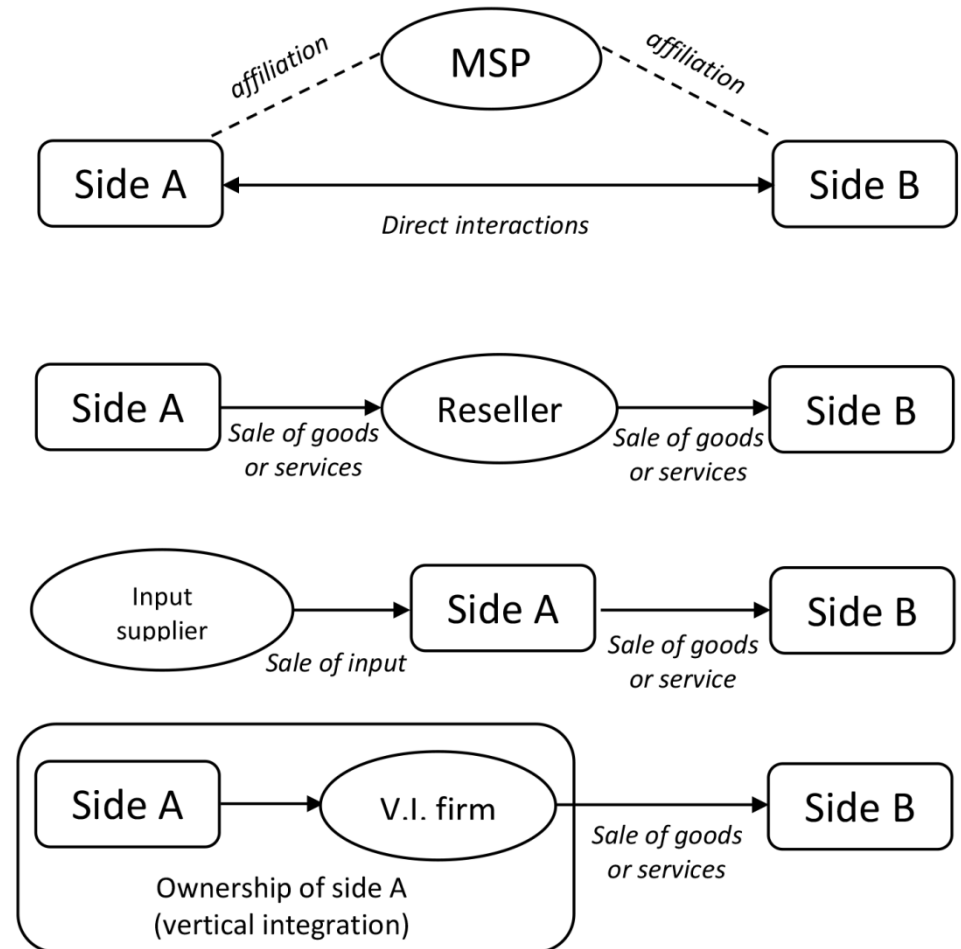 MSP
affiliation
affiliation
Side A
Side B
Direct interactions
Side A
Reseller
Side B
Sale of goods
or services
Sale of goods
or services
Input
supplier
Side A
Side B
Sale of input
Sale of goods
or service
Side A
V.I. firm
Side B
Sale of goods
or services
Ownership of side A
(vertical integration)